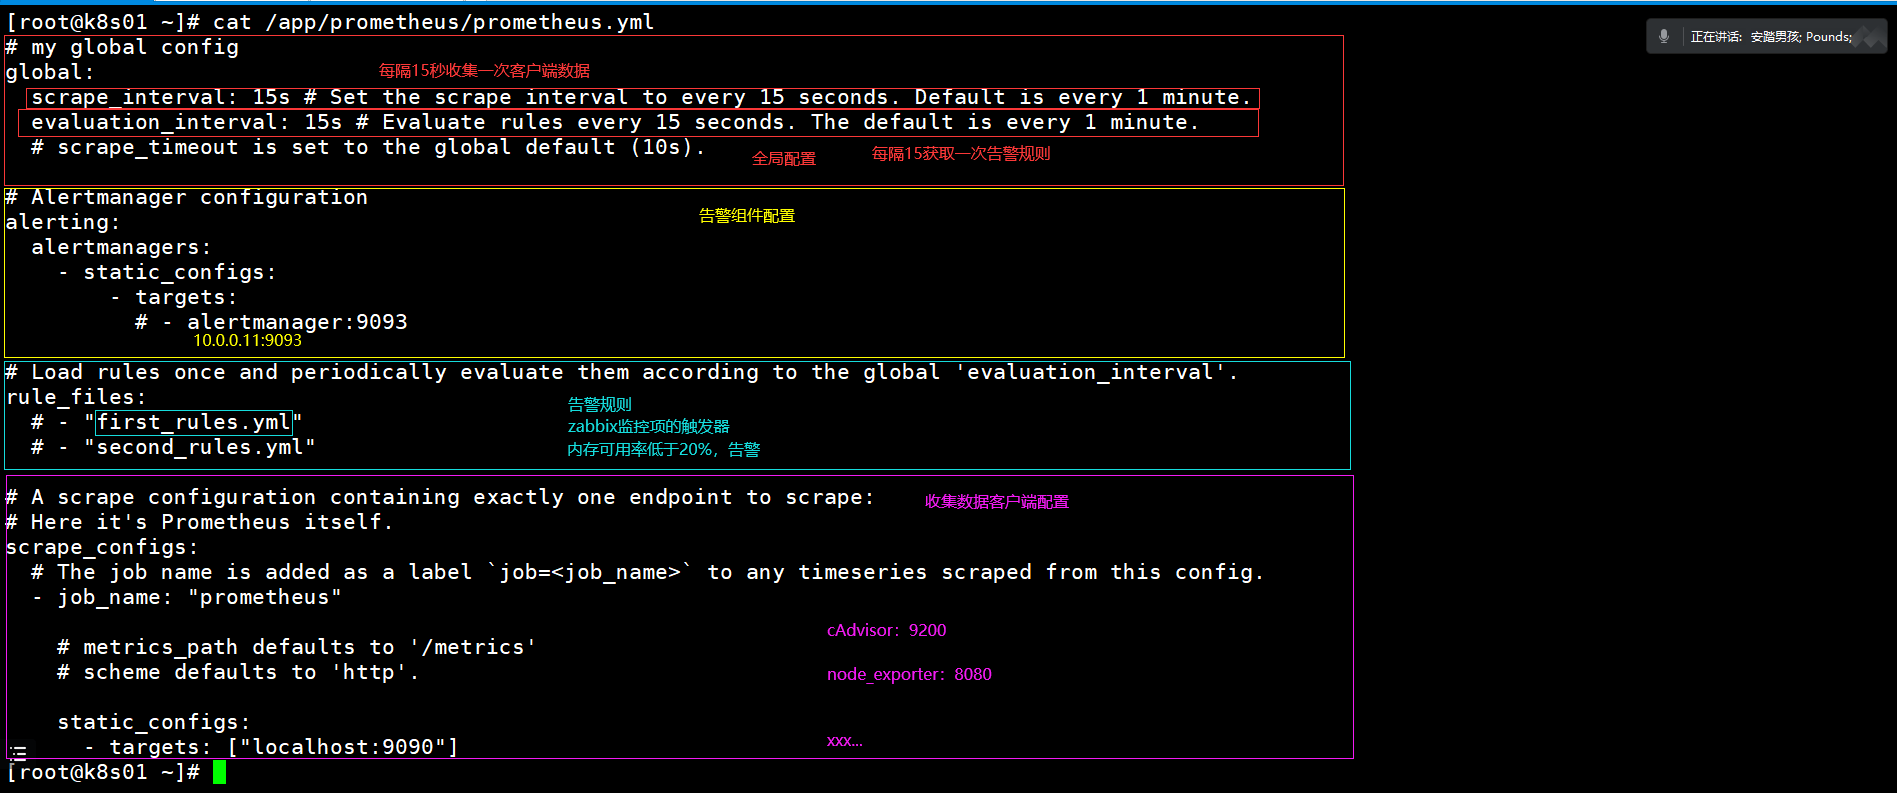 [root@k8s01 ~]# cat /app/prometheus/prometheus.yml
正在讲话: 安踏男孩; Pounds;
# my global config
global:
每隔15秒收集一次客户端数据
  scrape_interval: 15s # Set the scrape interval to every 15 seconds. Default is every 1 minute.
  evaluation_interval: 15s # Evaluate rules every 15 seconds. The default is every 1 minute.
  # scrape_timeout is set to the global default (10s).
全局配置
每隔15获取一次告警规则
# Alertmanager configuration
告警组件配置
alerting:
  alertmanagers:
    - static_configs:
        - targets:
          # - alertmanager:9093
10.0.0.11:9093
# Load rules once and periodically evaluate them according to the global 'evaluation_interval'.
rule_files:
告警规则
  # - "first_rules.yml"
zabbix监控项的触发器
  # - "second_rules.yml"
内存可用率低于20%，告警
# A scrape configuration containing exactly one endpoint to scrape:
收集数据客户端配置
# Here it's Prometheus itself.
scrape_configs:
  # The job name is added as a label `job=<job_name>` to any timeseries scraped from this config.
  - job_name: "prometheus"
cAdvisor：9200
    # metrics_path defaults to '/metrics'
    # scheme defaults to 'http'.
node_exporter：8080
    static_configs:
      - targets: ["localhost:9090"]
xxx...
[root@k8s01 ~]#